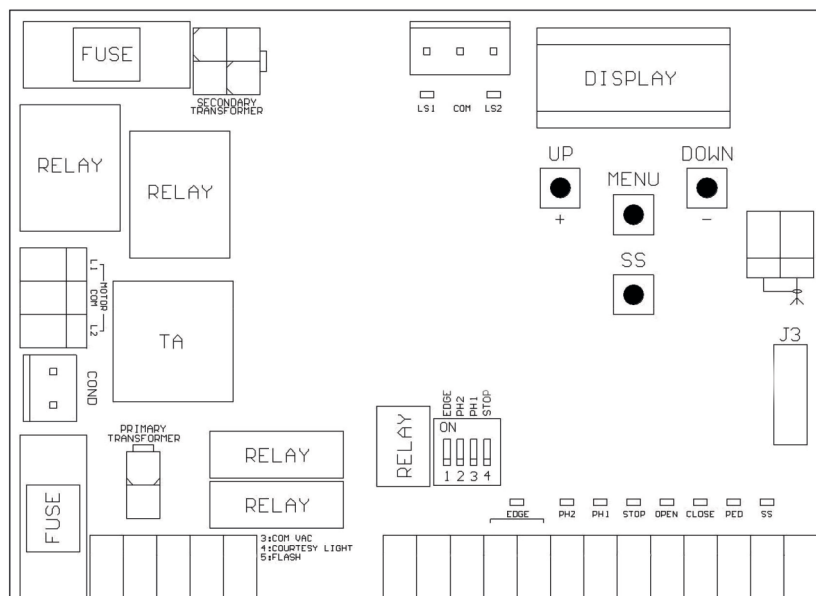 FUSE
SECONDARY
TRANSFORMER
LS1 COM LS2
DISPLAY
RELAY
RELAY
UP
DOWN
MENU
+
-
SS
L1
MOTOR
COM
L2
TA
COND
J3
PRIMARY
TRANSFORMER
RELAY
RELAY
RELAY
EDGE
PH2
PH1
STOP
ON
1 2 3 4
FUSE
3:COM VAC
4:COURTESY LIGHT
5:FLASH
EDGE PH2 PH1 STOP OPEN CLOSE PED SS